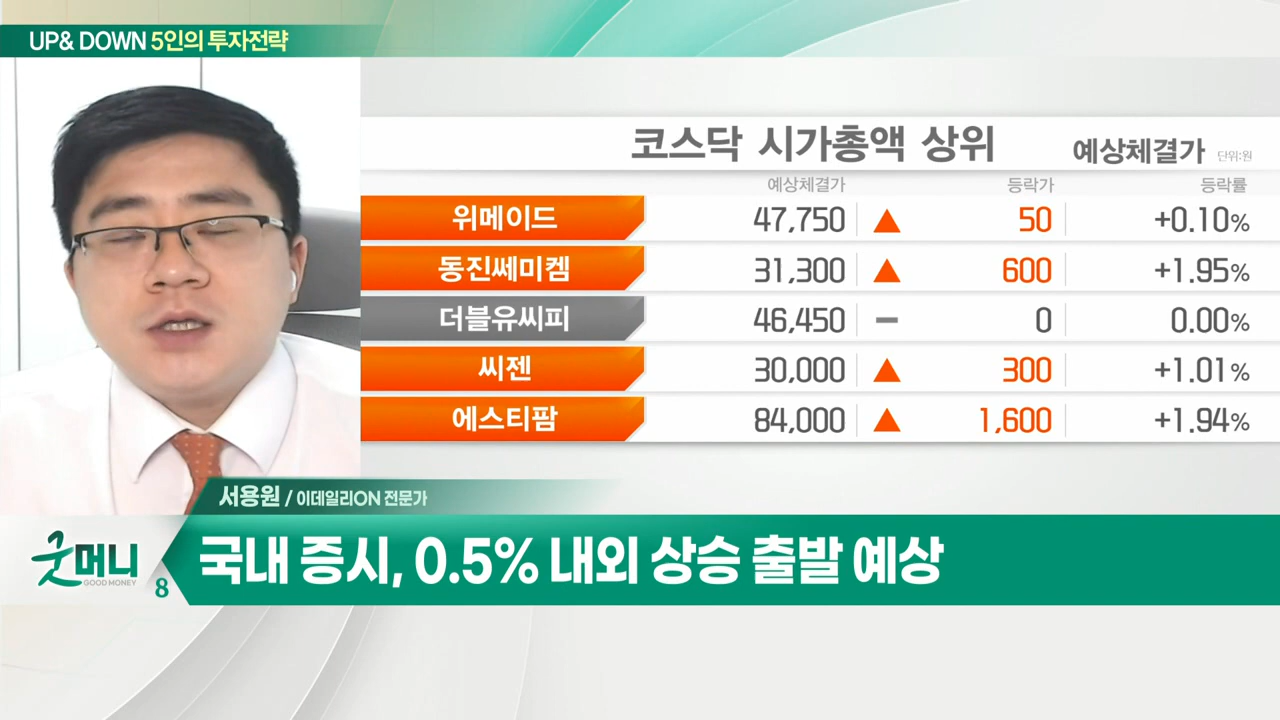 UP& DOWN 5인의 투자전략
코스닥 시가총액 상위 예상체결가 단위:원
예상체결가 등락가 등락률
위메이드 47,750 ▲ 50 +0.10%
동진쎄미켐 31,300 ▲ 600 +1.95%
더블유씨피 46,450 − 0 0.00%
씨젠 30,000 ▲ 300 +1.01%
에스티팜 84,000 ▲ 1,600 +1.94%
서용원 / 이데일리ON 전문가
굿머니
GOOD MONEY
8
국내 증시, 0.5% 내외 상승 출발 예상